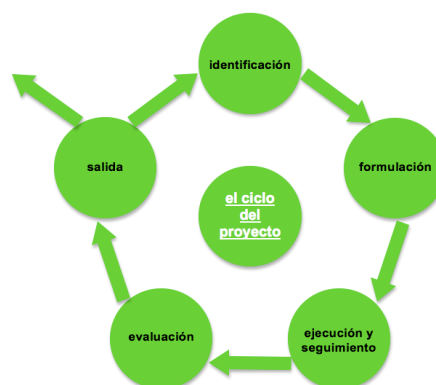 identificación
formulación
ejecución y
seguimiento
evaluación
salida
el ciclo
del
proyecto